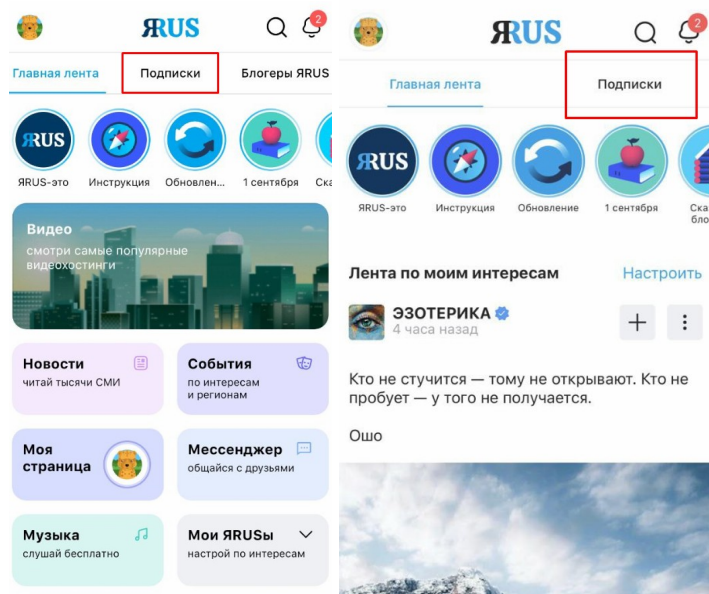 ЯRUS
2
Главная лента
Подписки
Блогеры ЯRUS
ЯRUS
ЯRUS-это
Инструкция
Обновлен...
1 сентября
Ска
Видео
смотри самые популярные
видеохостинги
Новости
читай тысячи СМИ
События
по интересам
и регионам
Моя
страница
Мессенджер
общайся с друзьями
Музыка
слушай бесплатно
Мои ЯRUSы
настрой по интересам
ЯRUS
2
Главная лента
Подписки
ЯRUS
ЯRUS-это
Инструкция
Обновление
1 сентября
Ска
бло
Лента по моим интересам
Настроить
ЭЗОТЕРИКА
4 часа назад
Кто не стучится — тому не открывают. Кто не
пробует — у того не получается.
Ошо